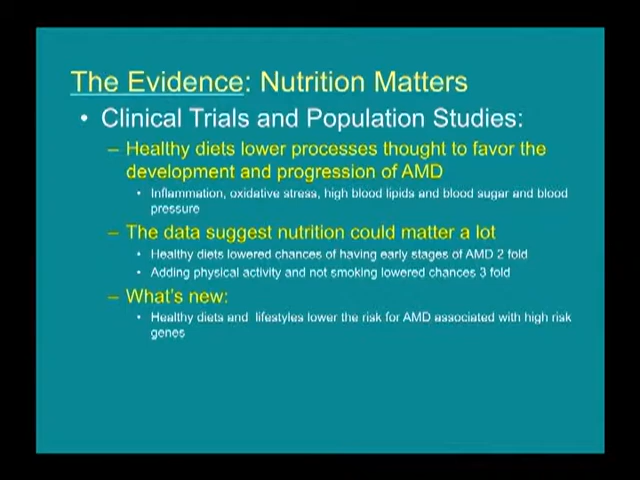 The Evidence: Nutrition Matters
• Clinical Trials and Population Studies:
– Healthy diets lower processes thought to favor the
development and progression of AMD
• Inflammation, oxidative stress, high blood lipids and blood sugar and blood
pressure
– The data suggest nutrition could matter a lot
• Healthy diets lowered chances of having early stages of AMD 2 fold
• Adding physical activity and not smoking lowered chances 3 fold
– What's new:
• Healthy diets and lifestyles lower the risk for AMD associated with high risk
genes